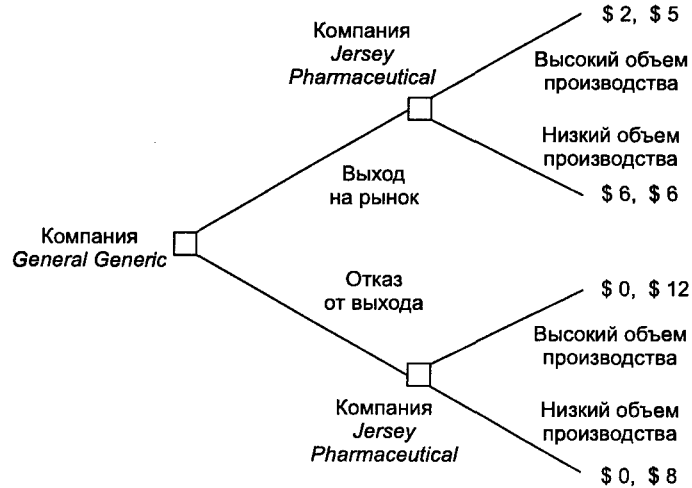 $ 2, $ 5
Компания
Jersey
Pharmaceutical
Высокий объем
производства
Низкий объем
производства
Выход
на рынок
$ 6, $ 6
Компания
General Generic
Отказ
от выхода
$ 0, $ 12
Высокий объем
производства
Компания
Jersey
Pharmaceutical
Низкий объем
производства
$ 0, $ 8